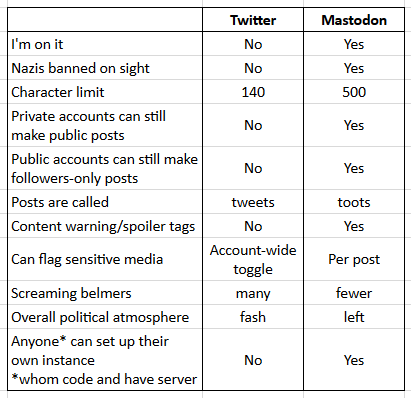 Twitter Mastodon
I'm on it No Yes
Nazis banned on sight No Yes
Character limit 140 500
Private accounts can still
make public posts No Yes
Public accounts can still make
followers-only posts No Yes
Posts are called tweets toots
Content warning/spoiler tags No Yes
Can flag sensitive media Account-wide
toggle Per post
Screaming belmers many fewer
Overall political atmosphere fash left
Anyone* can set up their
own instance No Yes
*whom code and have server